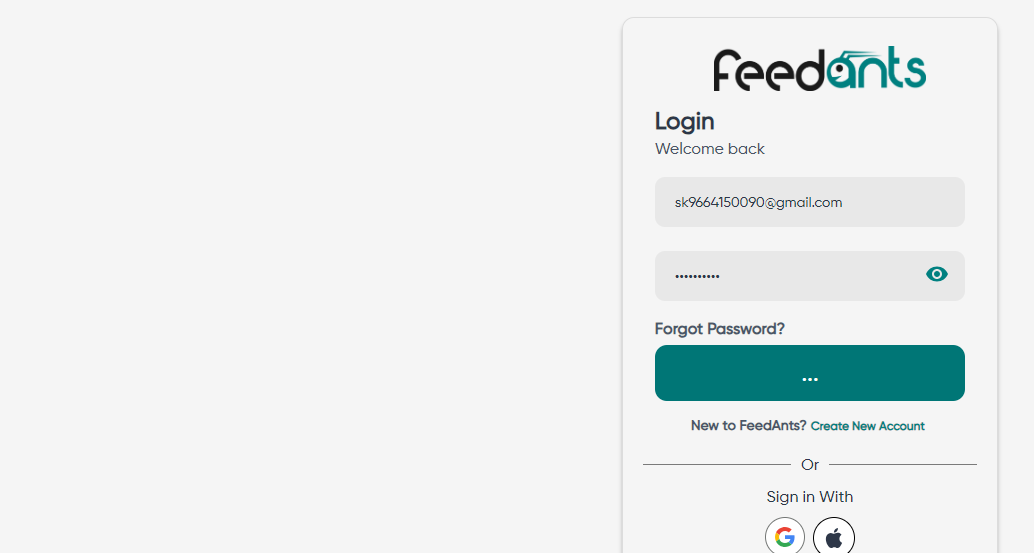 feedants
Login
Welcome back
sk9664150090@gmail.com
••••••••••
Forgot Password?
...
New to FeedAnts? Create New Account
Or
Sign in With